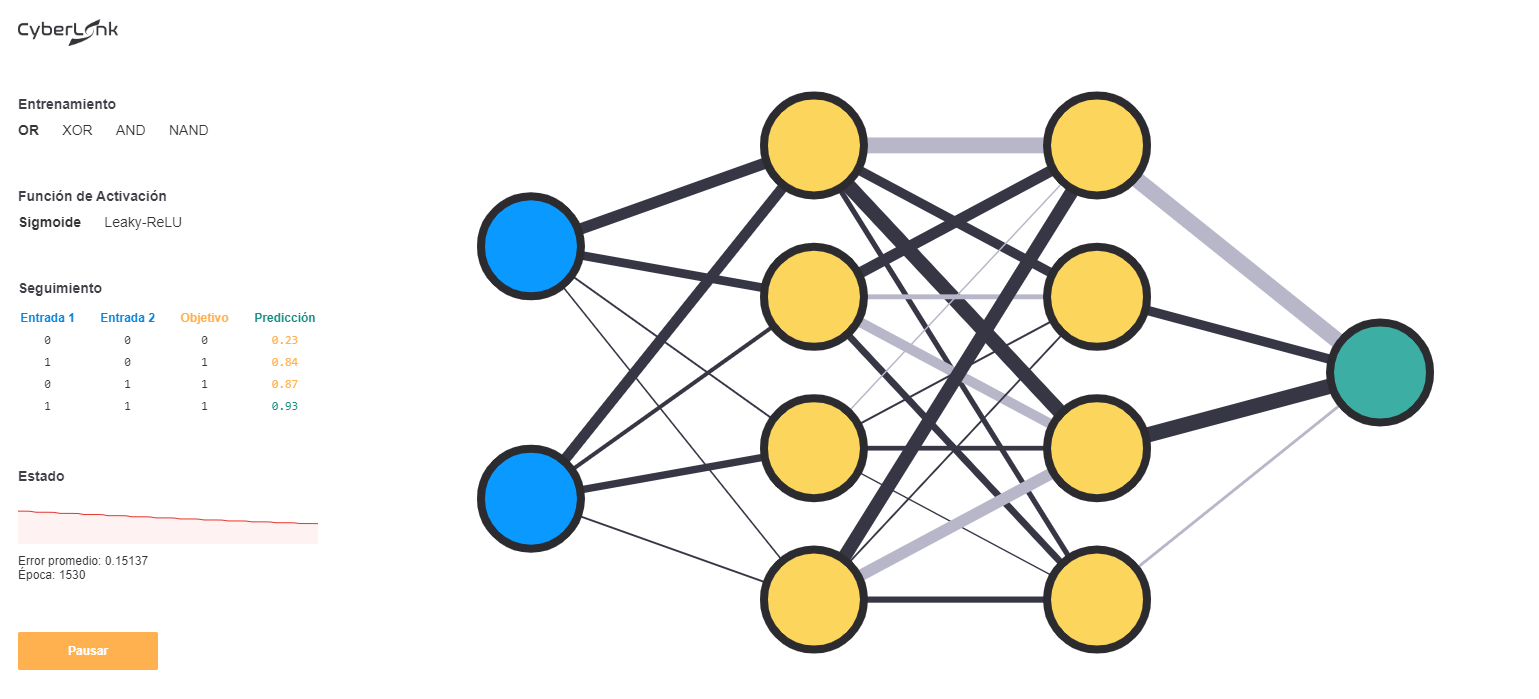 CyberLink
Entrenamiento
OR XOR AND NAND
Función de Activación
Sigmoide Leaky-ReLU
Seguimiento
Entrada 1 Entrada 2 Objetivo Predicción
0 0 0 0.23
1 0 1 0.84
0 1 1 0.87
1 1 1 0.93
Estado
Error promedio: 0.15137
Época: 1530
Pausar